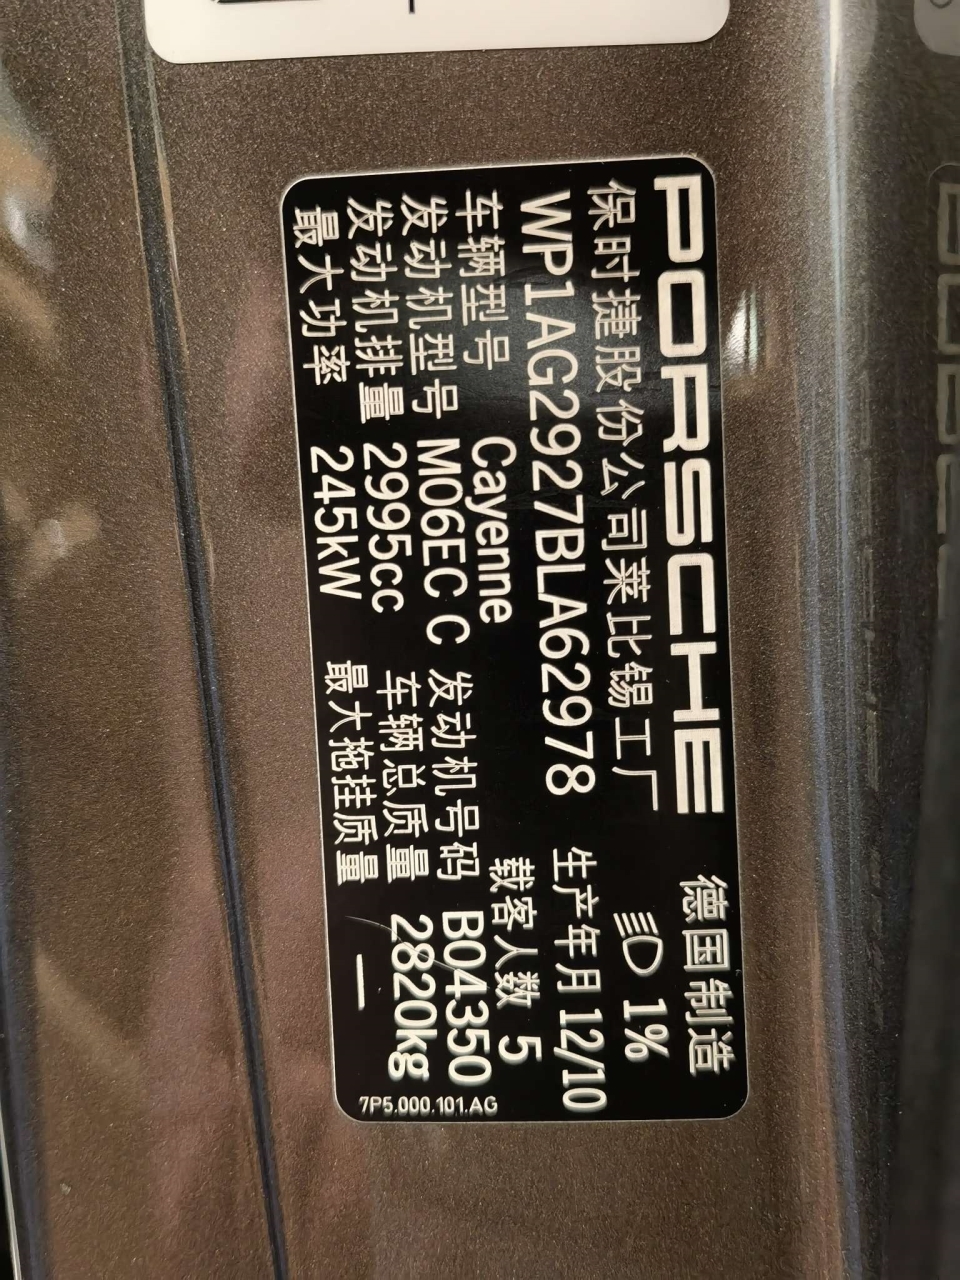 PORSCHE 德国制造
保时捷股份公司莱比锡工厂 1%
WP1AG2927BLA62978 生产年月 12/10
车辆型号 Cayenne 载客人数 5
发动机型号 M06EC C 发动机号码 B04350
发动机排量 2995cc 车辆总质量 2820kg
最大功率 245kW 最大拖挂质量 —
7P5.000.101.AG